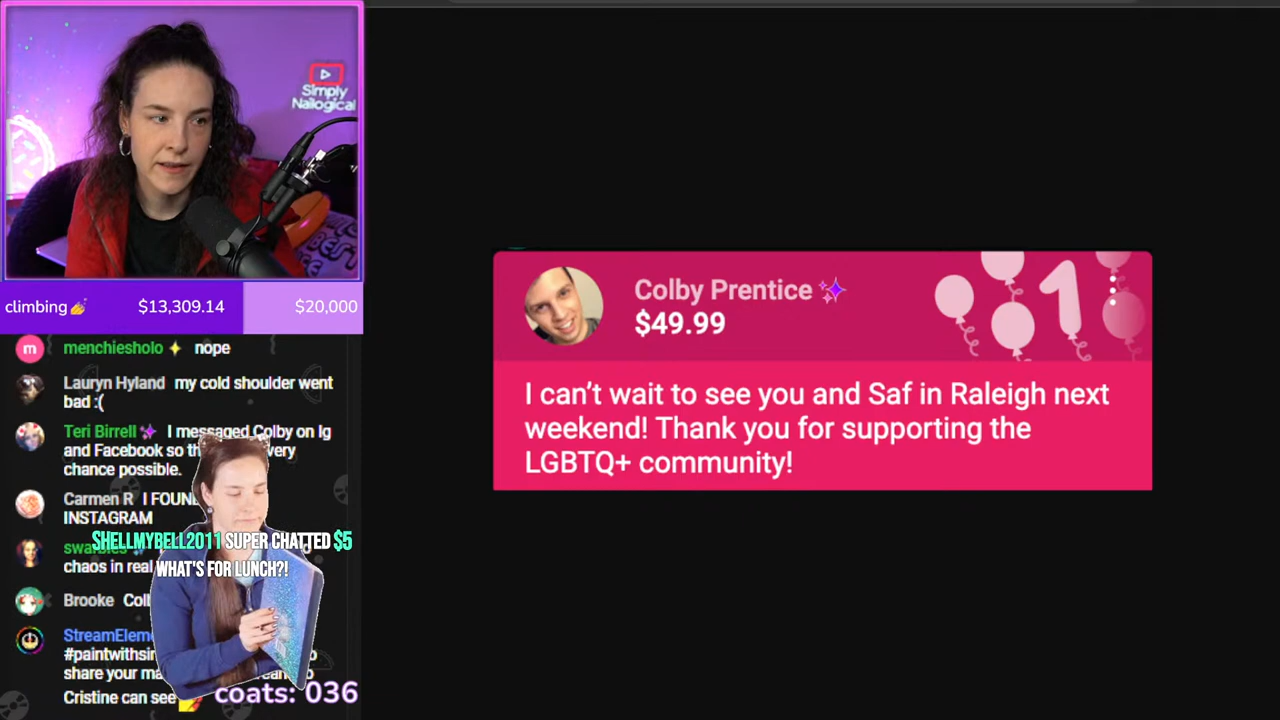 Simply
Nailogical
climbing💅 $13,309.14 $20,000
menchiesholo nope
Lauryn Hyland my cold shoulder went
bad :(
Teri Birrell I messaged Colby on Ig
and Facebook so very
chance possible.
Carmen R I FOUN
INSTAGRAM
SHELLMYBELL2011 SUPER CHATTED $5
chaos in real
WHAT'S FOR LUNCH?!
Brooke
StreamEleme
share your ma
Cristine can see
coats: 036
Colby Prentice
$49.99
1
I can't wait to see you and Saf in Raleigh next
weekend! Thank you for supporting the
LGBTQ+ community!